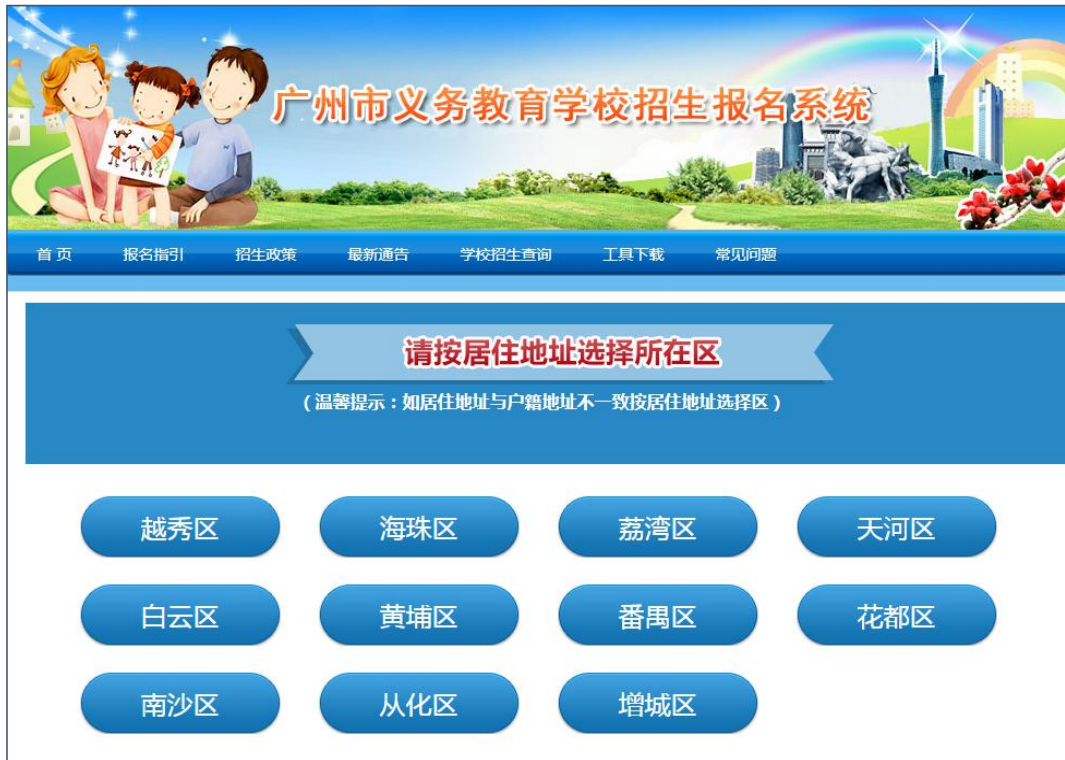 广州市义务教育学校招生报名系统
首页 报名指引 招生政策 最新通告 学校招生查询 工具下载 常见问题
请按居住地址选择所在区
（温馨提示：如居住地址与户籍地址不一致按居住地址选择区）
越秀区 海珠区 荔湾区 天河区
白云区 黄埔区 番禺区 花都区
南沙区 从化区 增城区